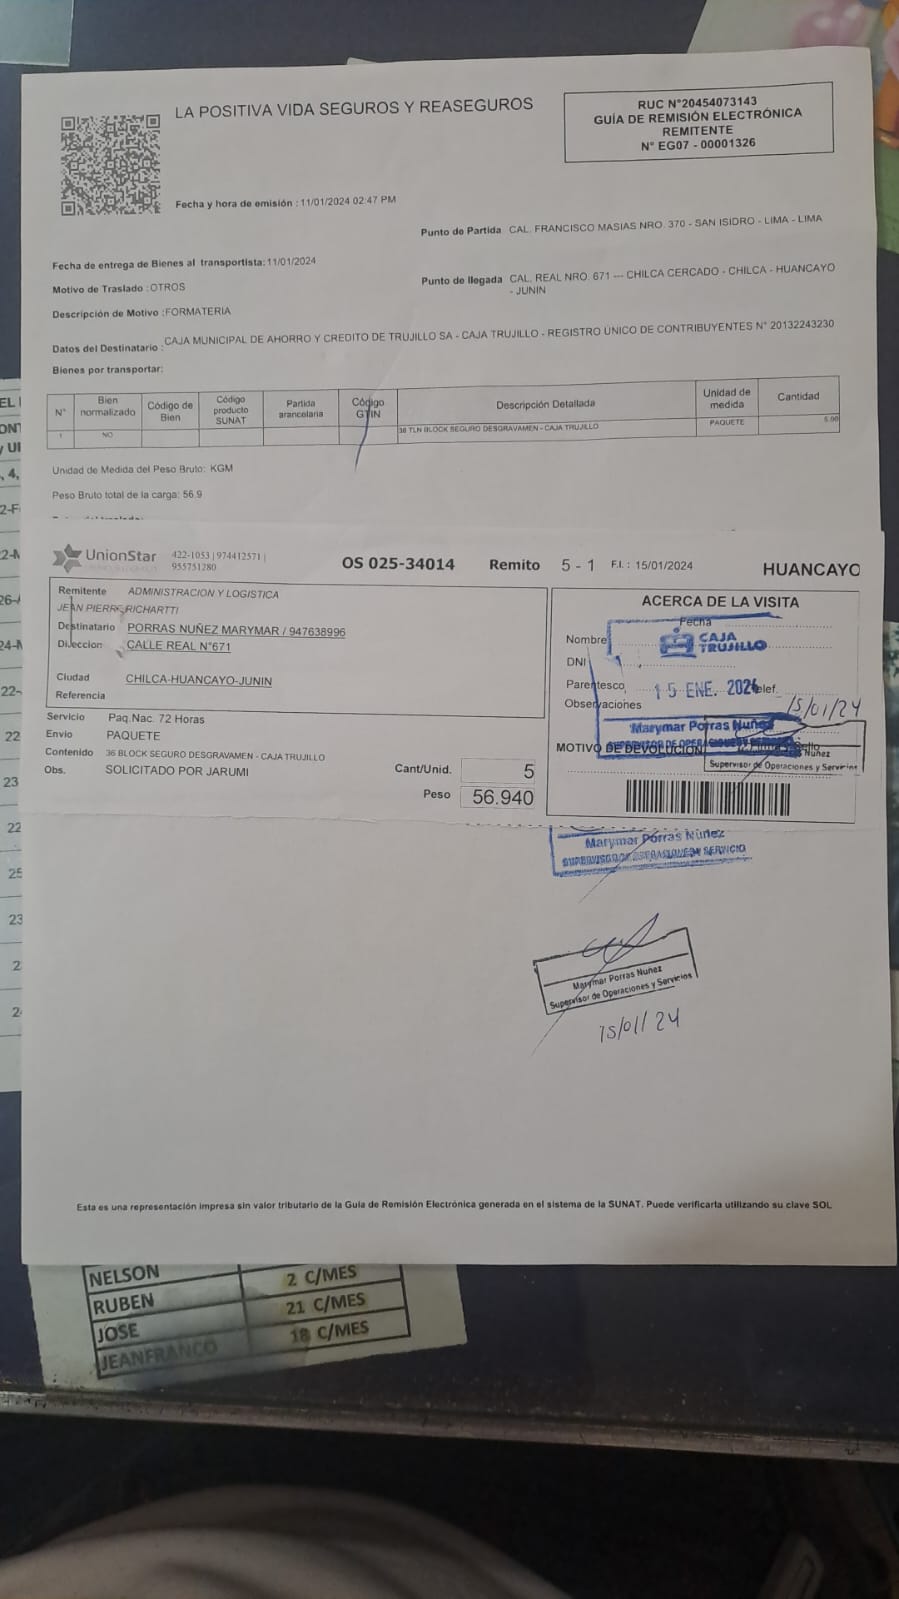 LA POSITIVA VIDA SEGUROS Y REASEGUROS
RUC N°20454073143
GUÍA DE REMISIÓN ELECTRÓNICA
REMITENTE
N° EG07 - 00001326
Fecha y hora de emisión : 11/01/2024 02:47 PM
Punto de Partida CAL. FRANCISCO MASIAS NRO. 370 - SAN ISIDRO - LIMA - LIMA
Fecha de entrega de Bienes al transportista: 11/01/2024
Punto de llegada CAL. REAL NRO. 671 --- CHILCA CERCADO - CHILCA - HUANCAYO
- JUNIN
Motivo de Traslado : OTROS
Descripción de Motivo : FORMATERIA
Datos del Destinatario : CAJA MUNICIPAL DE AHORRO Y CREDITO DE TRUJILLO SA - CAJA TRUJILLO - REGISTRO ÚNICO DE CONTRIBUYENTES N° 20132243230
Bienes por transportar:
N° Bien normalizado Código de Bien Código producto SUNAT Partida arancelaria Código GTIN Descripción Detallada Unidad de medida Cantidad
1 NO 36 TLN BLOCK SEGURO DESGRAVAMEN - CAJA TRUJILLO PAQUETE
Unidad de Medida del Peso Bruto: KGM
Peso Bruto total de la carga: 56.9
UnionStar 422-1053 | 974412571 |
955751280
OS 025-34014 Remito 5 - 1 F.I. : 15/01/2024 HUANCAYO
Remitente ADMINISTRACION Y LOGISTICA
JEAN PIERRE RICHARTTI
Destinatario PORRAS NUÑEZ MARYMAR / 947638996
Direccion CALLE REAL N°671
Ciudad CHILCA-HUANCAYO-JUNIN
Referencia
Servicio Paq.Nac. 72 Horas
Envio PAQUETE
Contenido 36 BLOCK SEGURO DESGRAVAMEN - CAJA TRUJILLO
Obs. SOLICITADO POR JARUMI
Cant/Unid. 5
Peso 56.940
ACERCA DE LA VISITA
Fecha
Nombre
CAJA
TRUJILLO
DNI
Parentesco 15 ENE. 2024 Telef.
Observaciones 15/01/24
Marymar Porras Nuñez
MOTIVO DE DEVOLUCION
Supervisor de Operaciones y Servicios
Marymar Porras Núñez
Marymar Porras Nuñez
Supervisor de Operaciones y Servicios
15/01/24
Esta es una representación impresa sin valor tributario de la Guía de Remisión Electrónica generada en el sistema de la SUNAT. Puede verificarla utilizando su clave SOL
NELSON 2 C/MES
RUBEN 21 C/MES
JOSE 18 C/MES
JEANFRANCO